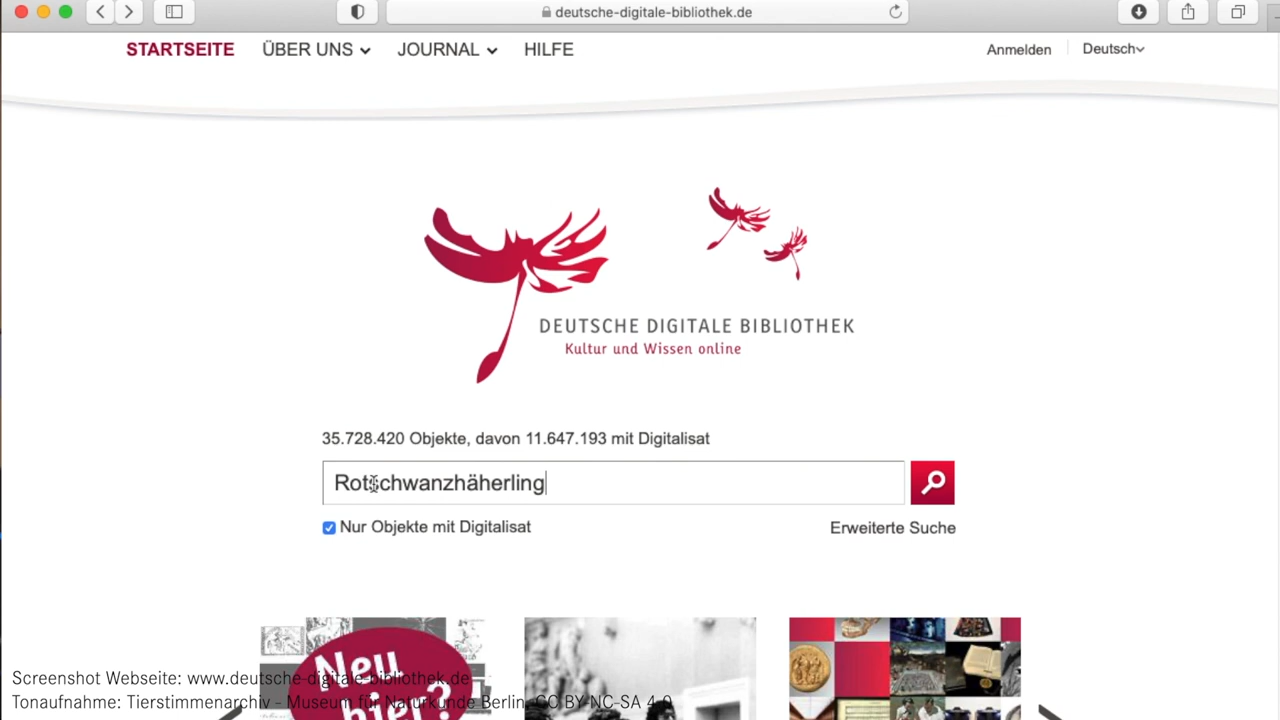 deutsche-digitale-bibliothek.de
STARTSEITE ÜBER UNS JOURNAL HILFE Anmelden Deutsch
DEUTSCHE DIGITALE BIBLIOTHEK
Kultur und Wissen online
35.728.420 Objekte, davon 11.647.193 mit Digitalisat
Rotschwanzhäherling
Nur Objekte mit Digitalisat Erweiterte Suche
Neu
hier?
Screenshot Webseite: www.deutsche-digitale-bibliothek.de
Tonaufnahme: Tierstimmenarchiv - Museum für Naturkunde Berlin, CC BY-NC-SA 4.0